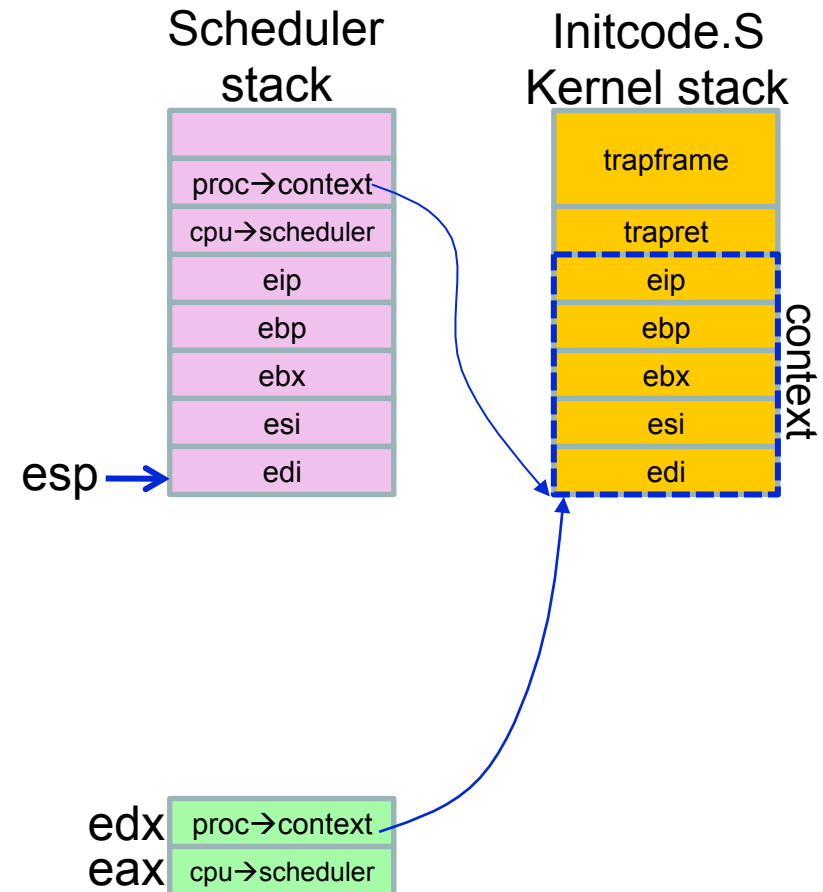 Scheduler
stack
proc→context
cpu→scheduler
eip
ebp
ebx
esi
edi
esp
Initcode.S
Kernel stack
trapframe
trapret
eip
ebp
ebx
esi
edi
context
edx
proc→context
eax
cpu→scheduler